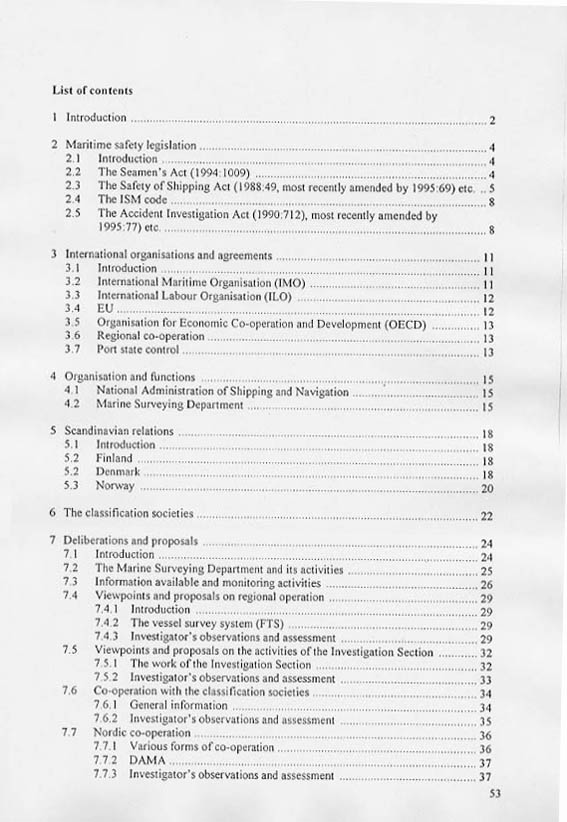 List of contents
1 Introduction ........ 2
2 Maritime safety legislation ........ 4
2.1 Introduction ........ 4
2.2 The Seamen's Act (1994:1009) ........ 4
2.3 The Safety of Shipping Act (1988:49, most recently amended by 1995:69) etc. .. 5
2.4 The ISM code ........ 8
2.5 The Accident Investigation Act (1990:712), most recently amended by
1995:77) etc. ........ 8
3 International organisations and agreements ........ 11
3.1 Introduction ........ 11
3.2 International Maritime Organisation (IMO) ........ 11
3.3 International Labour Organisation (ILO) ........ 12
3.4 EU ........ 12
3.5 Organisation for Economic Co-operation and Development (OECD) ........ 13
3.6 Regional co-operation ........ 13
3.7 Port state control ........ 13
4 Organisation and functions ........ 15
4.1 National Administration of Shipping and Navigation ........ 15
4.2 Marine Surveying Department ........ 15
5 Scandinavian relations ........ 18
5.1 Introduction ........ 18
5.2 Finland ........ 18
5.2 Denmark ........ 18
5.3 Norway ........ 20
6 The classification societies ........ 22
7 Deliberations and proposals ........ 24
7.1 Introduction ........ 24
7.2 The Marine Surveying Department and its activities ........ 25
7.3 Information available and monitoring activities ........ 26
7.4 Viewpoints and proposals on regional operation ........ 29
7.4.1 Introduction ........ 29
7.4.2 The vessel survey system (FTS) ........ 29
7.4.3 Investigator's observations and assessment ........ 29
7.5 Viewpoints and proposals on the activities of the Investigation Section ........ 32
7.5.1 The work of the Investigation Section ........ 32
7.5.2 Investigator's observations and assessment ........ 33
7.6 Co-operation with the classification societies ........ 34
7.6.1 General information ........ 34
7.6.2 Investigator's observations and assessment ........ 35
7.7 Nordic co-operation ........ 36
7.7.1 Various forms of co-operation ........ 36
7.7.2 DAMA ........ 37
7.7.3 Investigator's observations and assessment ........ 37
53